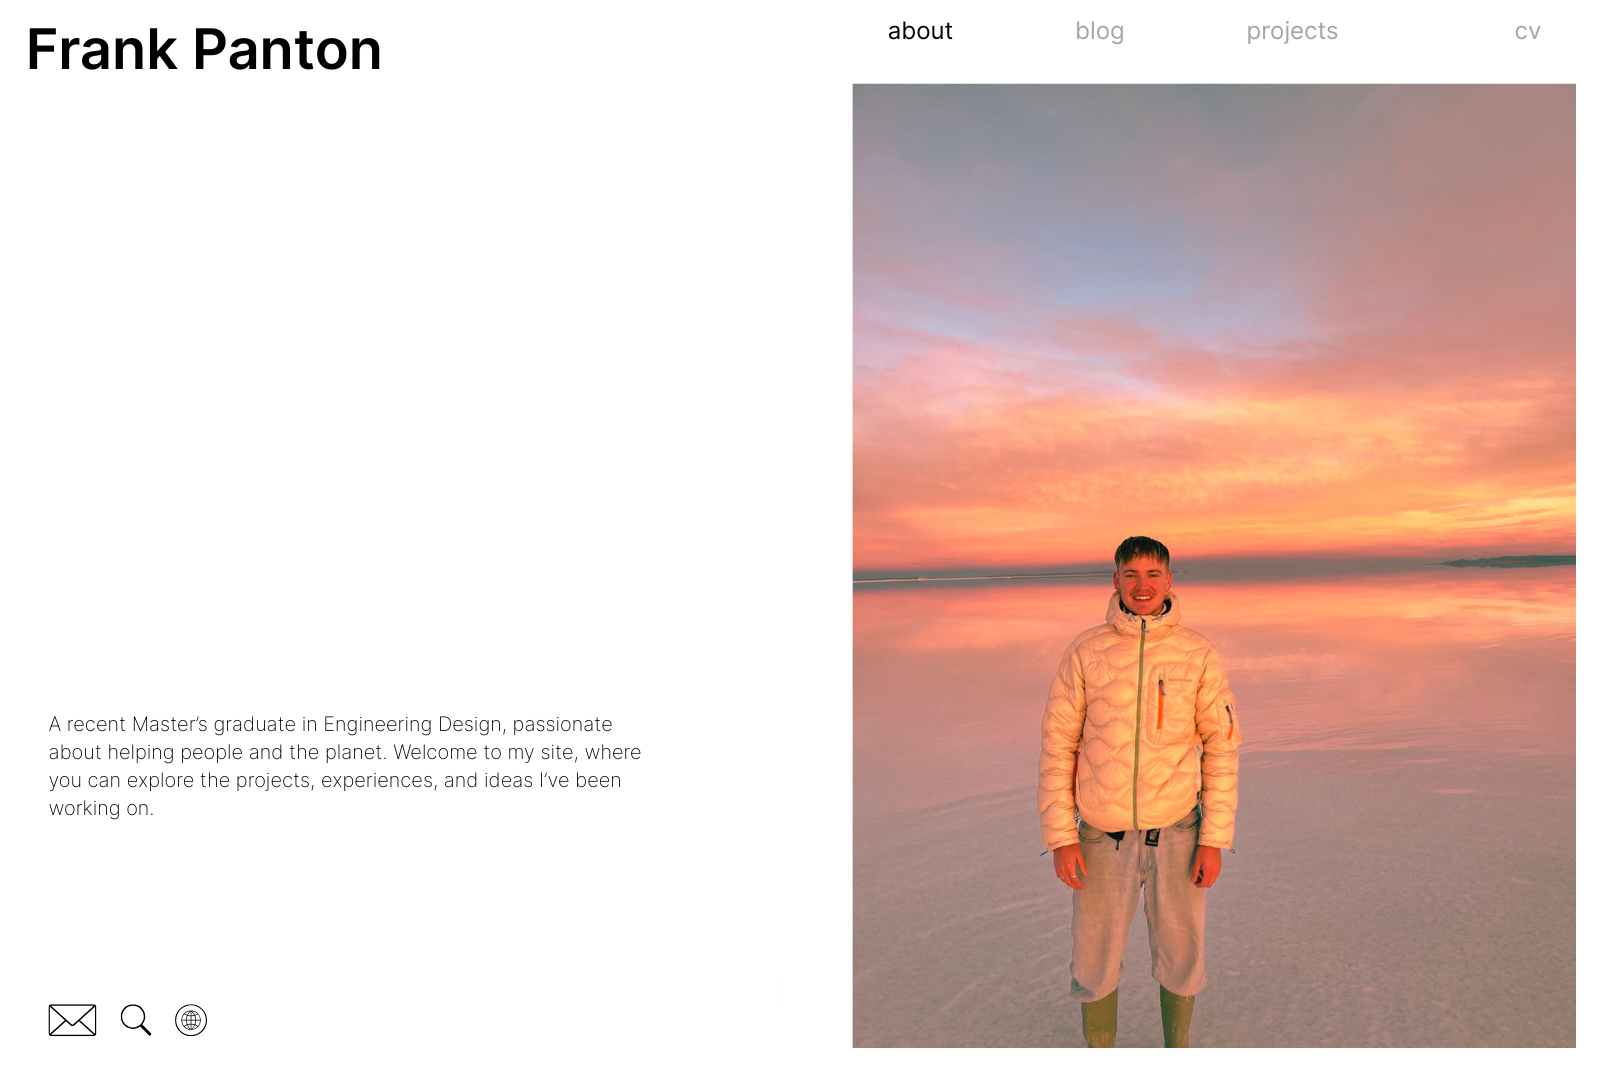 Frank Panton
about
blog
projects
cv
A recent Master’s graduate in Engineering Design, passionate
about helping people and the planet. Welcome to my site, where
you can explore the projects, experiences, and ideas I’ve been
working on.